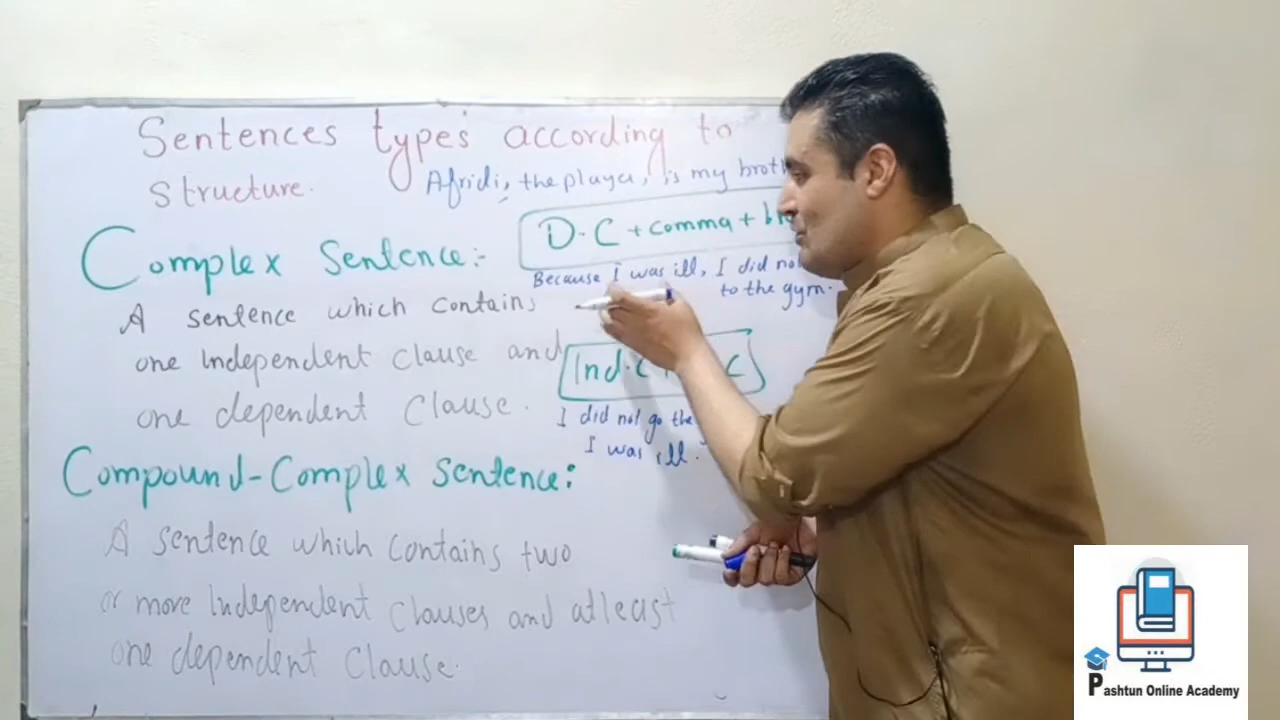 Sentences types according to
structure.
Afridi, the player, is my
D.C + comma +
Complex Sentence:-
Because I was ill, I did
to the gym.
A sentence which contains
one Independent Clause and
Ind.C
one dependent Clause.
I did not go the
I was ill.
Compound-Complex sentence:
A sentence which contains two
or more Independent Clauses and atleast
one dependent Clause.
Pashtun Online Academy